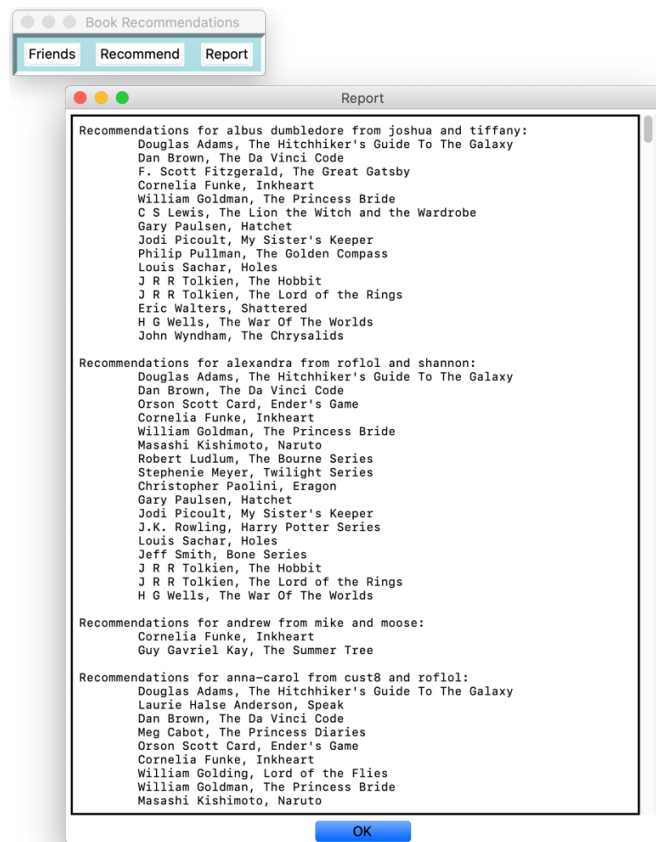 Book Recommendations
Friends Recommend Report
Report
Recommendations for albus dumbledore from joshua and tiffany:
Douglas Adams, The Hitchhiker's Guide To The Galaxy
Dan Brown, The Da Vinci Code
F. Scott Fitzgerald, The Great Gatsby
Cornelia Funke, Inkheart
William Goldman, The Princess Bride
C S Lewis, The Lion the Witch and the Wardrobe
Gary Paulsen, Hatchet
Jodi Picoult, My Sister's Keeper
Philip Pullman, The Golden Compass
Louis Sachar, Holes
J R R Tolkien, The Hobbit
J R R Tolkien, The Lord of the Rings
Eric Walters, Shattered
H G Wells, The War Of The Worlds
John Wyndham, The Chrysalids
Recommendations for alexandra from roflol and shannon:
Douglas Adams, The Hitchhiker's Guide To The Galaxy
Dan Brown, The Da Vinci Code
Orson Scott Card, Ender's Game
Cornelia Funke, Inkheart
William Goldman, The Princess Bride
Masashi Kishimoto, Naruto
Robert Ludlum, The Bourne Series
Stephenie Meyer, Twilight Series
Christopher Paolini, Eragon
Gary Paulsen, Hatchet
Jodi Picoult, My Sister's Keeper
J.K. Rowling, Harry Potter Series
Louis Sachar, Holes
Jeff Smith, Bone Series
J R R Tolkien, The Hobbit
J R R Tolkien, The Lord of the Rings
H G Wells, The War Of The Worlds
Recommendations for andrew from mike and moose:
Cornelia Funke, Inkheart
Guy Gavriel Kay, The Summer Tree
Recommendations for anna-carol from cust8 and roflol:
Douglas Adams, The Hitchhiker's Guide To The Galaxy
Laurie Halse Anderson, Speak
Dan Brown, The Da Vinci Code
Meg Cabot, The Princess Diaries
Orson Scott Card, Ender's Game
Cornelia Funke, Inkheart
William Golding, Lord of the Flies
William Goldman, The Princess Bride
Masashi Kishimoto, Naruto
OK